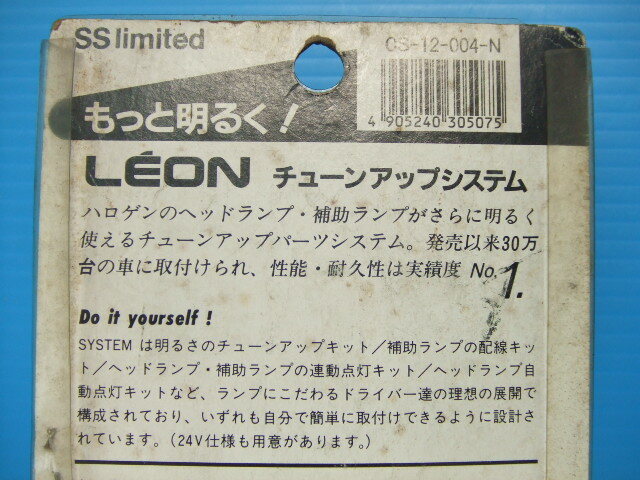 SS limited
CS-12-004-N
4 905240 305075
もっと明るく!
LÉON チューンアップシステム
ハロゲンのヘッドランプ・補助ランプがさらに明るく
使えるチューンアップパーツシステム。発売以来30万
台の車に取付けられ、性能・耐久性は実績度 No.1.
Do it yourself !
SYSTEM は明るさのチューンアップキット/補助ランプの配線キッ
ト/ヘッドランプ・補助ランプの連動点灯キット/ヘッドランプ自
動点灯キットなど、ランプにこだわるドライバー達の理想の展開で
構成されており、いずれも自分で簡単に取付けできるように設計さ
れています。(24V仕様も用意があります。)